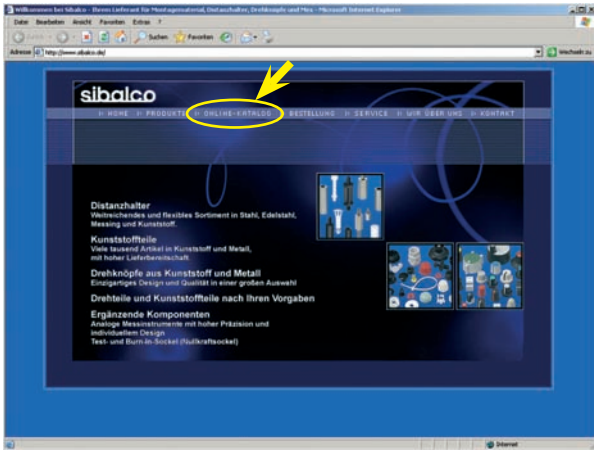 Willkommen bei Sibalco - Ihrem Lieferant für Montagematerial, Distanzhalter, Drehknöpfe und Mes - Microsoft Internet Explorer
Datei Bearbeiten Ansicht Favoriten Extras ?
Zurück Suchen Favoriten
Adresse http://www.sibalco.de/ Wechseln zu
sibalco
HOME PRODUKTE ONLINE-KATALOG BESTELLUNG SERVICE WIR ÜBER UNS KONTAKT
Distanzhalter
Weitreichendes und flexibles Sortiment in Stahl, Edelstahl,
Messing und Kunststoff.
Kunststoffteile
Viele tausend Artikel in Kunststoff und Metall,
mit hoher Lieferbereitschaft.
Drehknöpfe aus Kunststoff und Metall
Einzigartiges Design und Qualität in einer großen Auswahl
Drehteile und Kunststoffteile nach Ihren Vorgaben
Ergänzende Komponenten
Analoge Messinstrumente mit hoher Präzision und
individuellem Design
Test- und Burn-in-Sockel (Nullkraftsockel)
Internet